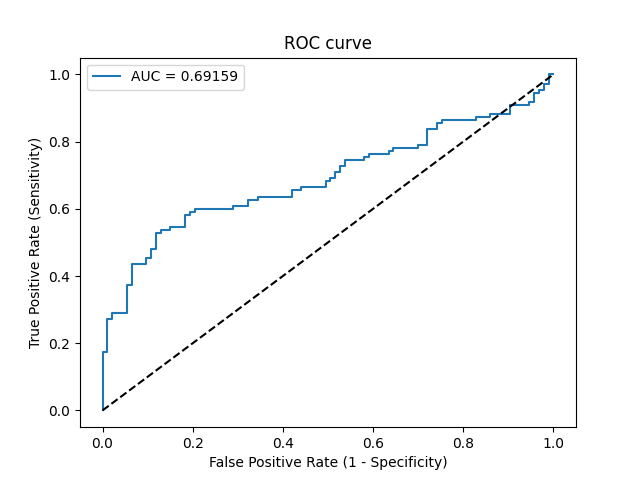 ROC curve
AUC = 0.69159
True Positive Rate (Sensitivity)
1.0
0.8
0.6
0.4
0.2
0.0
0.0 0.2 0.4 0.6 0.8 1.0
False Positive Rate (1 - Specificity)